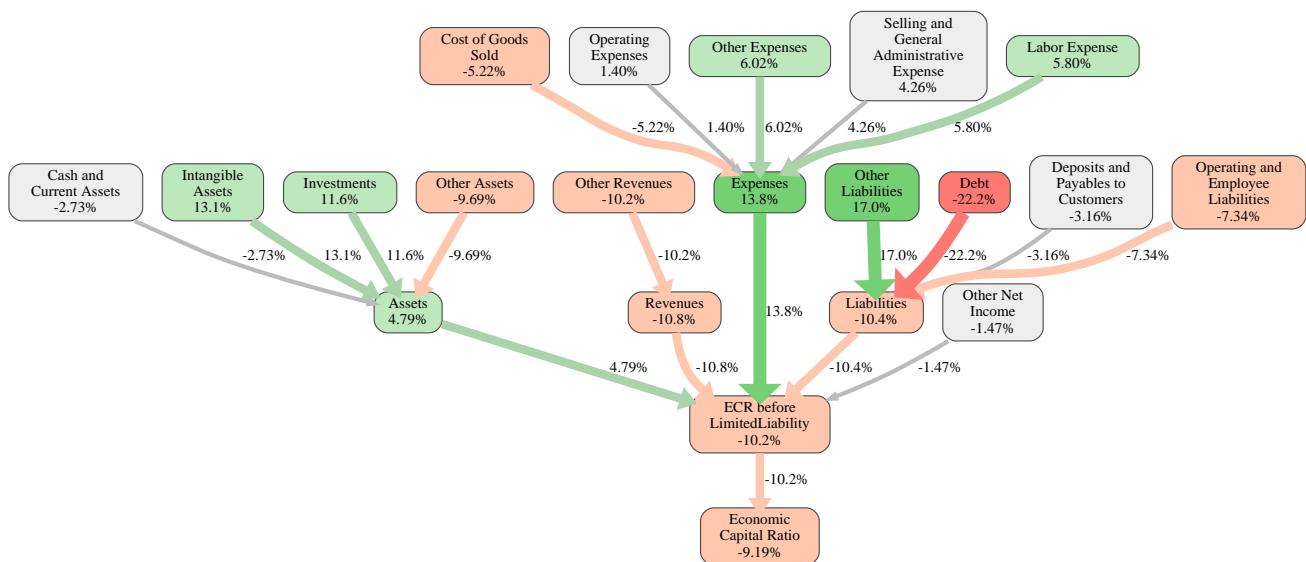 Cost of Goods
Sold
-5.22%
Operating
Expenses
1.40%
Other Expenses
6.02%
Selling and
General
Administrative
Expense
4.26%
Labor Expense
5.80%
-5.22%
1.40%
6.02%
4.26%
5.80%
Cash and
Current Assets
-2.73%
Intangible
Assets
13.1%
Investments
11.6%
Other Assets
-9.69%
Other Revenues
-10.2%
Expenses
13.8%
Other
Liabilities
17.0%
Debt
-22.2%
Deposits and
Payables to
Customers
-3.16%
Operating and
Employee
Liabilities
-7.34%
-2.73%
13.1%
11.6%
-9.69%
-10.2%
17.0%
-22.2%
-3.16%
-7.34%
Assets
4.79%
Revenues
-10.8%
13.8%
Liabilities
-10.4%
Other Net
Income
-1.47%
4.79%
-10.8%
-10.4%
-1.47%
ECR before
LimitedLiability
-10.2%
-10.2%
Economic
Capital Ratio
-9.19%